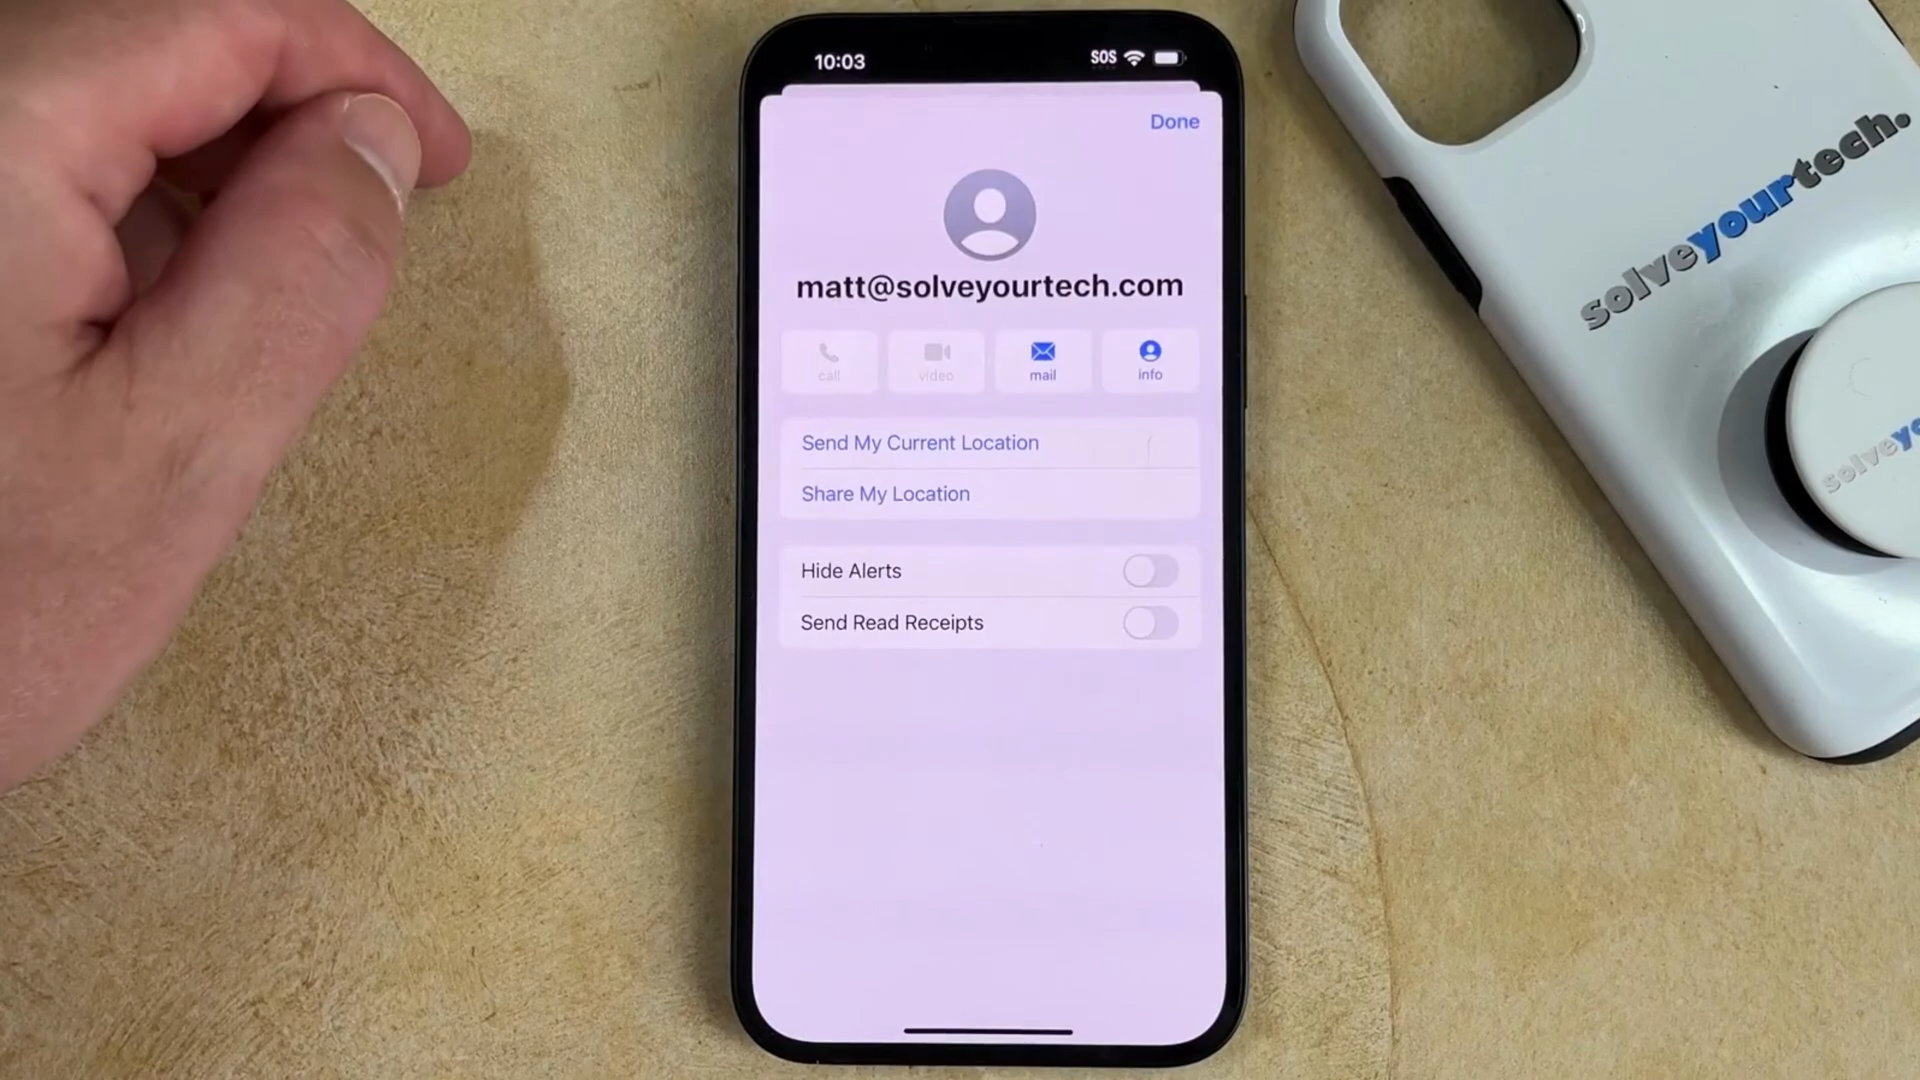 10:03
SOS
Done
matt@solveyourtech.com
call
video
mail
info
Send My Current Location
Share My Location
Hide Alerts
Send Read Receipts
solveyourtech.